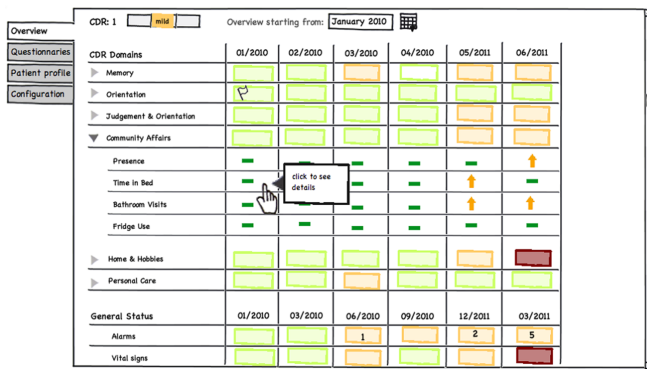 CDR: 1 mild Overview starting from: January 2010
Overview
Questionnaries
Patient profile
Configuration
CDR Domains 01/2010 02/2010 03/2010 04/2010 05/2011 06/2011
Memory
Orientation
Judgement & Orientation
Community Affairs
Presence
Time in Bed
click to see
details
Bathroom Visits
Fridge Use
Home & Hobbies
Personal Care
General Status 01/2010 03/2010 06/2010 09/2010 12/2011 03/2011
Alarms 1 2 5
Vital signs